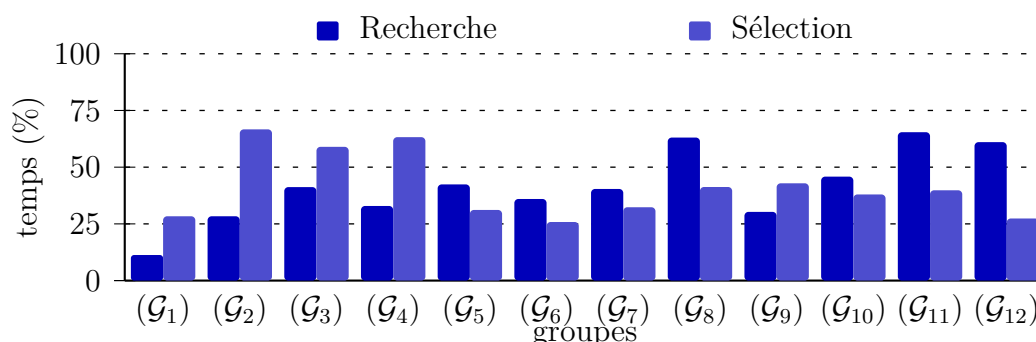 Recherche Sélection
100
75
50
25
0
temps (%)
(𝒢₁) (𝒢₂) (𝒢₃) (𝒢₄) (𝒢₅) (𝒢₆) (𝒢₇) (𝒢₈) (𝒢₉) (𝒢₁₀) (𝒢₁₁) (𝒢₁₂)
groupes